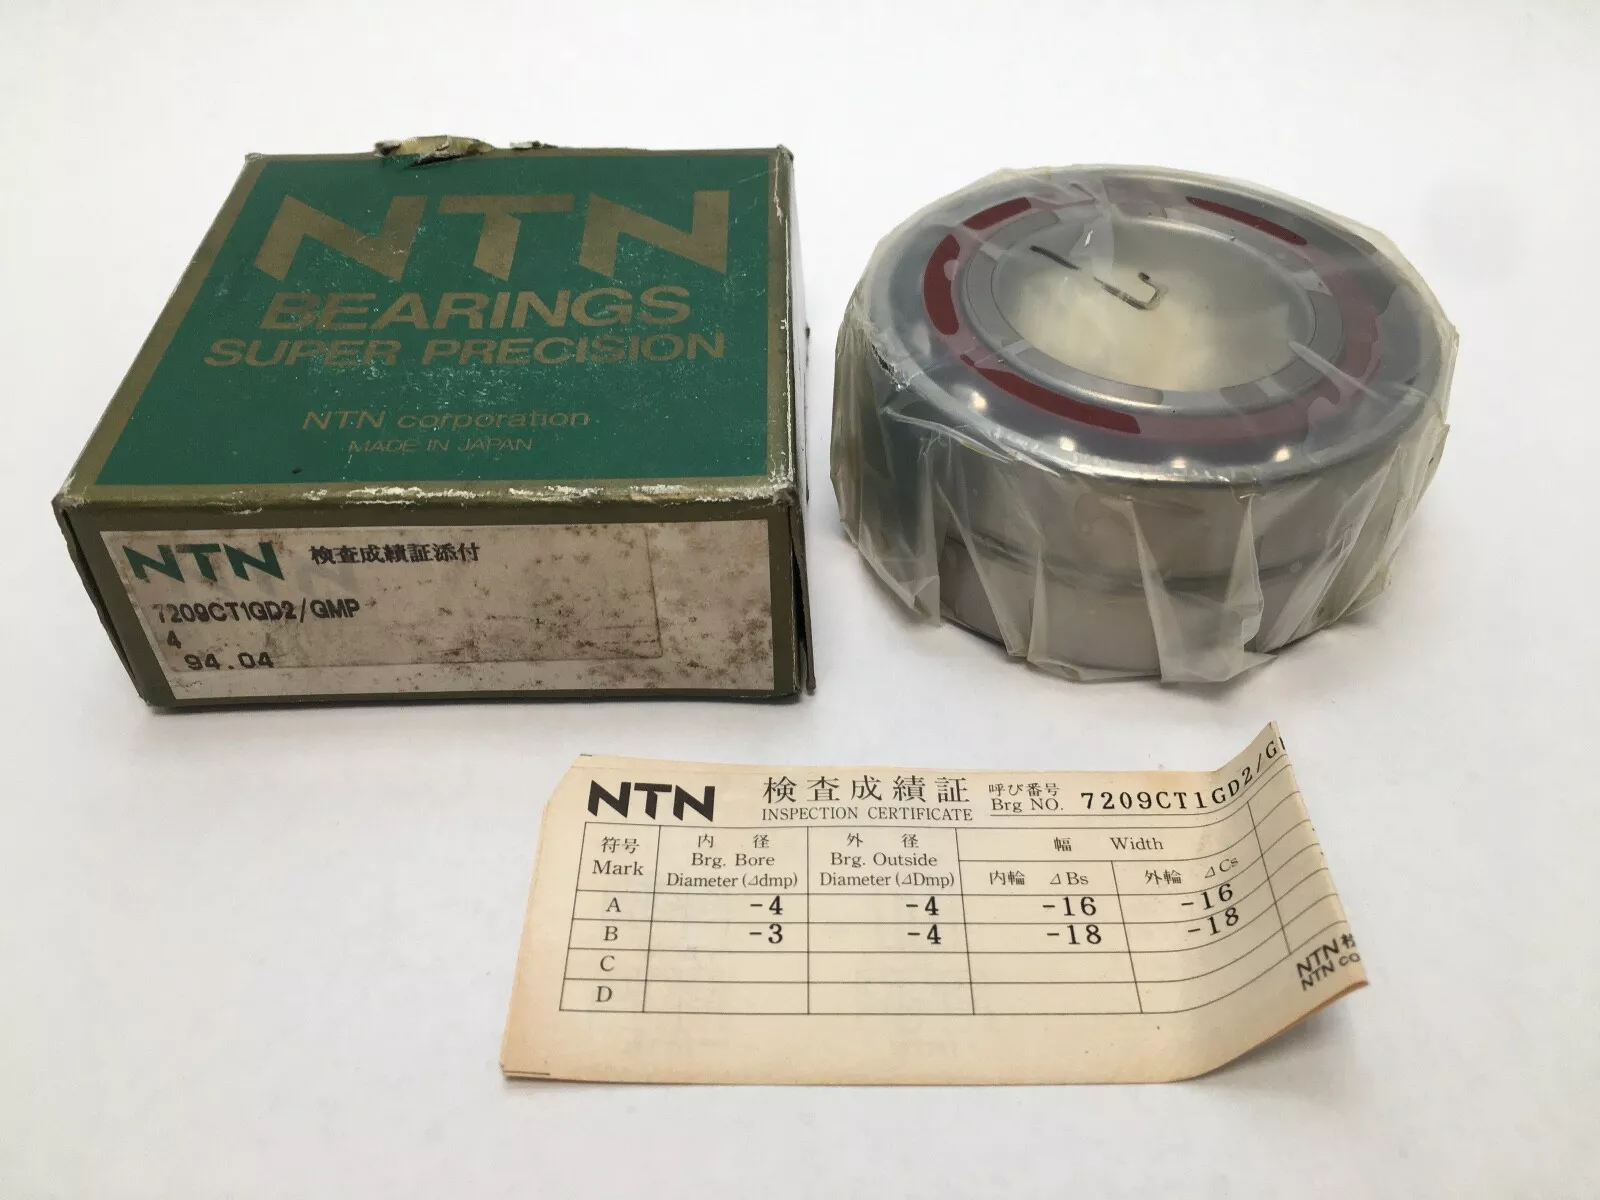 NTN
BEARINGS
SUPER PRECISION
NTN corporation
MADE IN JAPAN
NTN 検査成績証添付
7209CT1GD2/GMP
4
94.04
NTN 検査成績証 呼び番号
INSPECTION CERTIFICATE Brg NO. 7209CT1GD2/G
符号 内径 外径 幅 Width
Mark Brg. Bore Brg. Outside
Diameter (⊿dmp) Diameter (⊿Dmp) 内輪 ⊿Bs 外輪 ⊿Cs
A -4 -4 -16 -16
B -3 -4 -18 -18
C
D
NTN
NTN CO